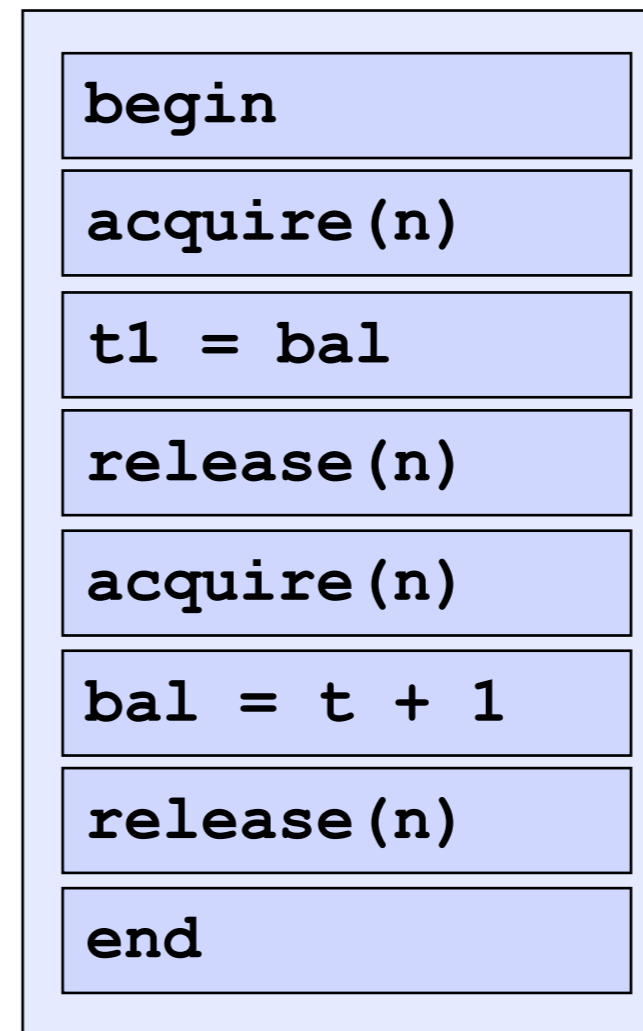 begin
acquire(n)
t1 = bal
release(n)
acquire(n)
bal = t + 1
release(n)
end